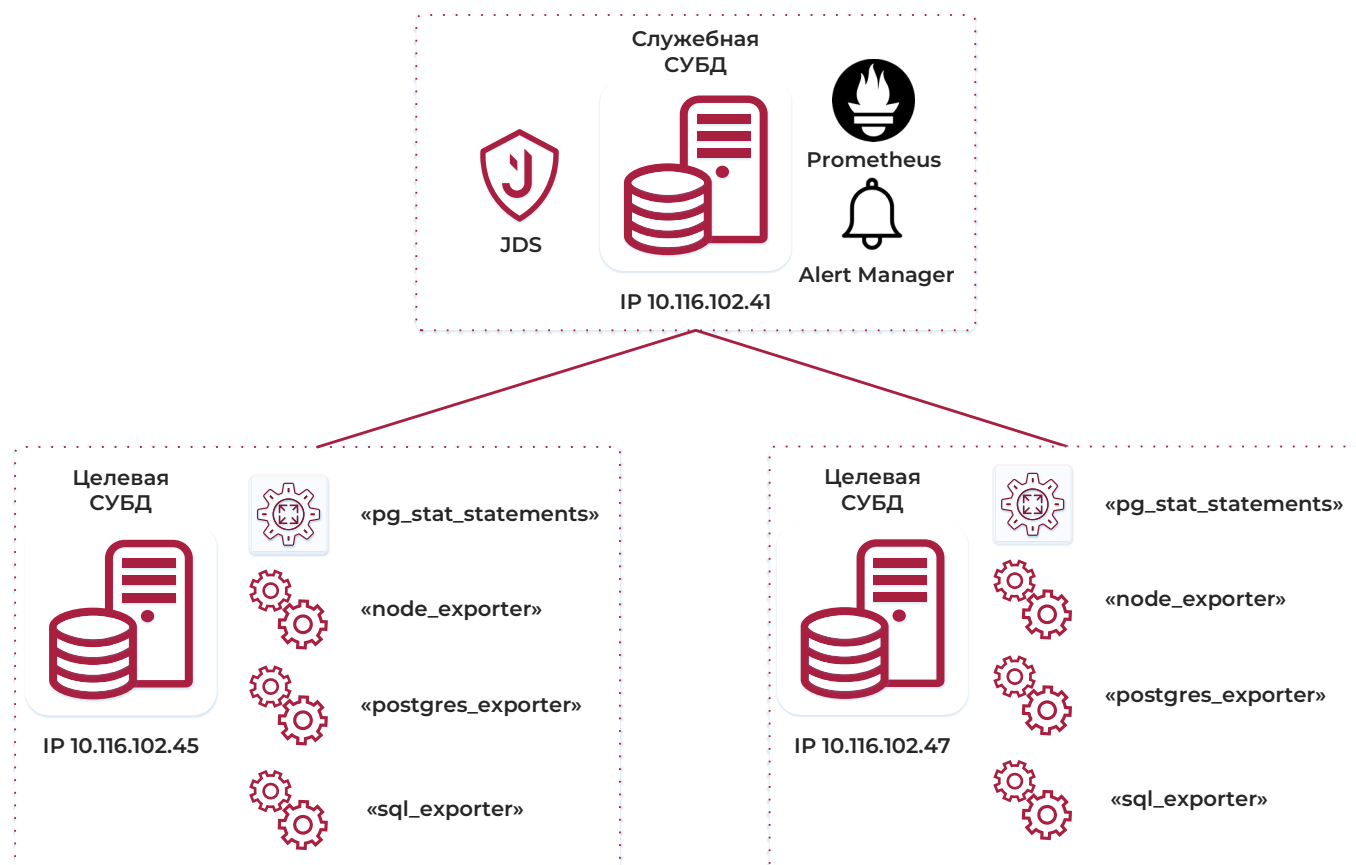 Служебная
СУБД
Prometheus
JDS
Alert Manager
IP 10.116.102.41
Целевая
СУБД
«pg_stat_statements»
«node_exporter»
«postgres_exporter»
IP 10.116.102.45
«sql_exporter»
Целевая
СУБД
«pg_stat_statements»
«node_exporter»
«postgres_exporter»
IP 10.116.102.47
«sql_exporter»